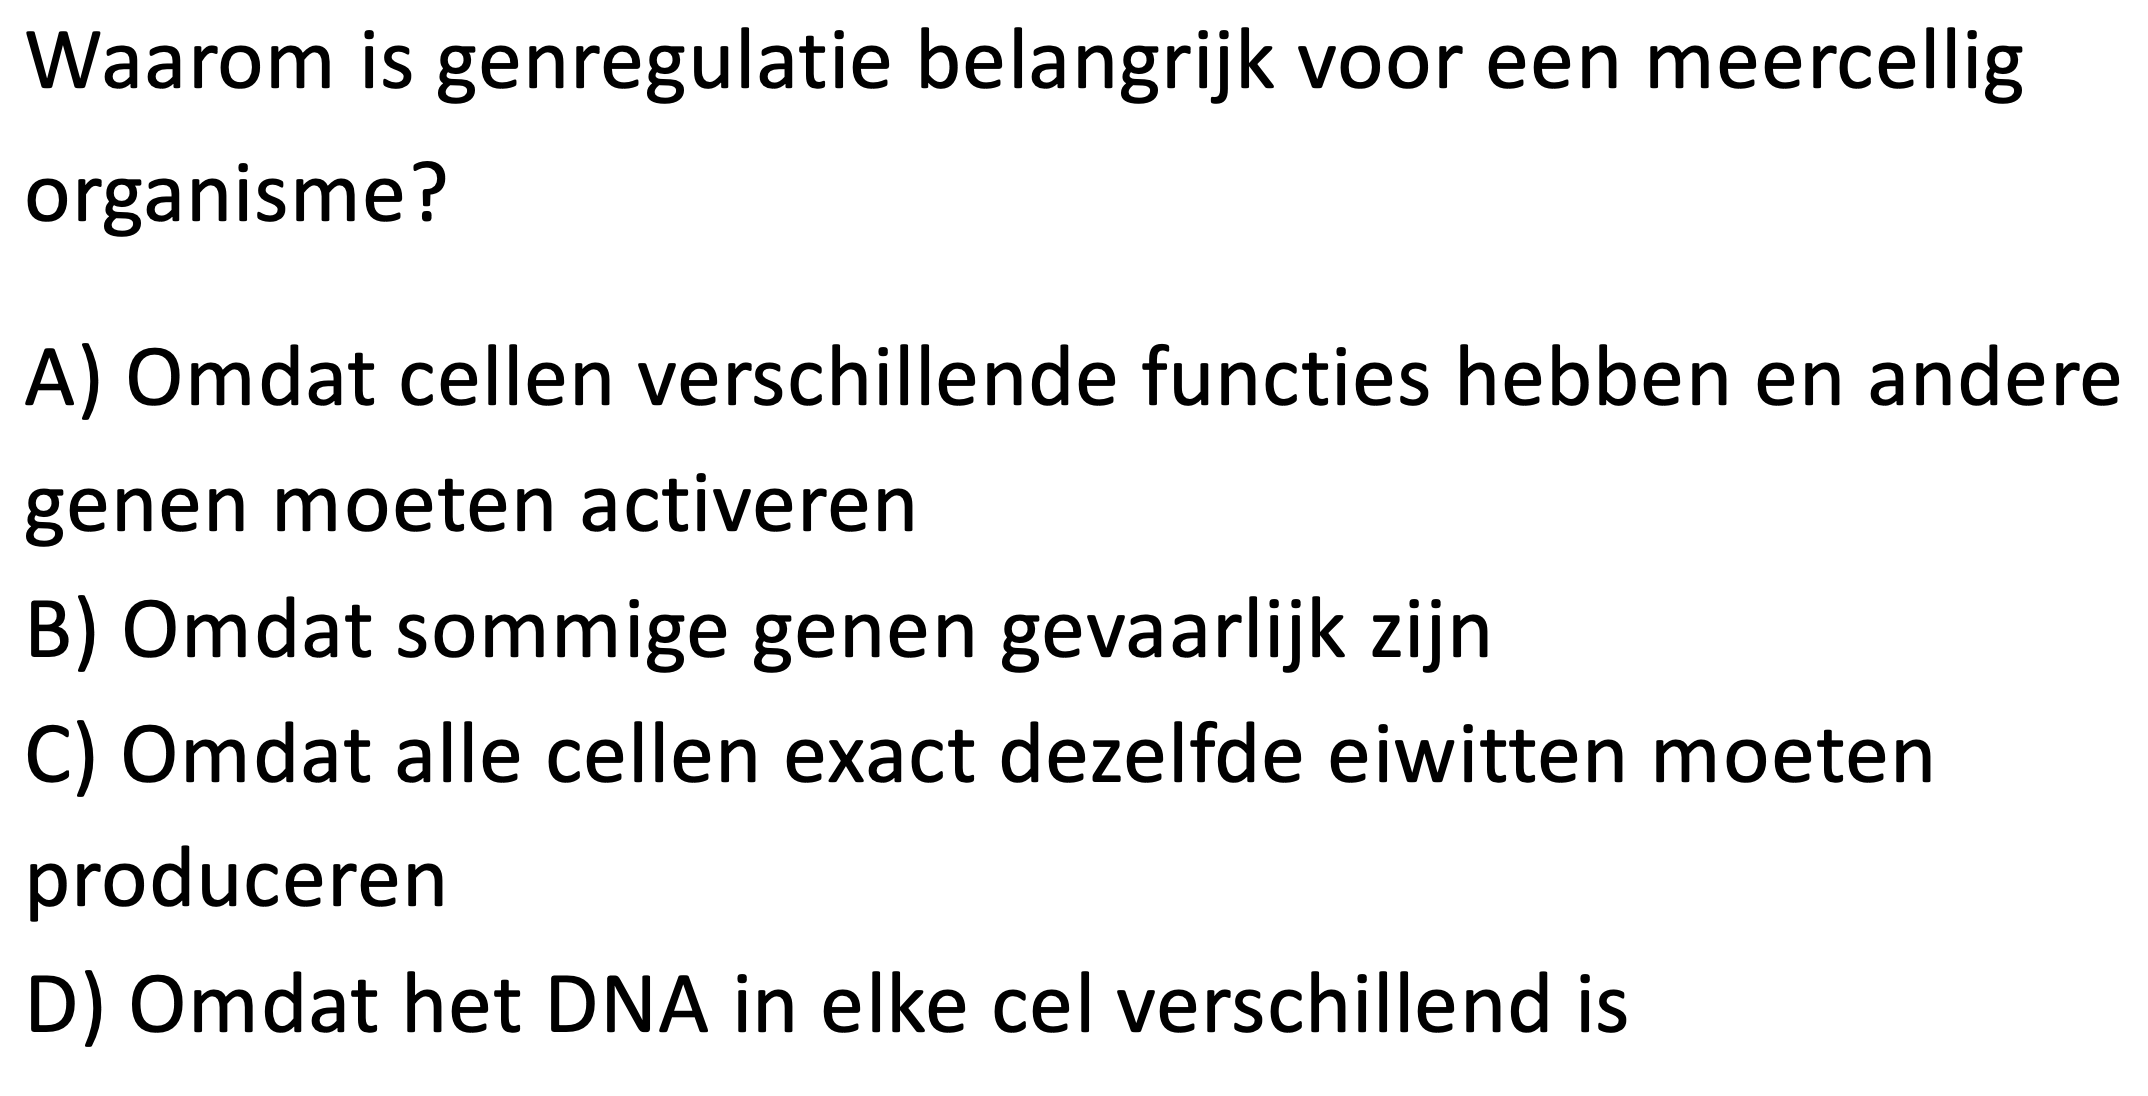 Waarom is genregulatie belangrijk voor een meercellig
organisme?
A) Omdat cellen verschillende functies hebben en andere
genen moeten activeren
B) Omdat sommige genen gevaarlijk zijn
C) Omdat alle cellen exact dezelfde eiwitten moeten
produceren
D) Omdat het DNA in elke cel verschillend is